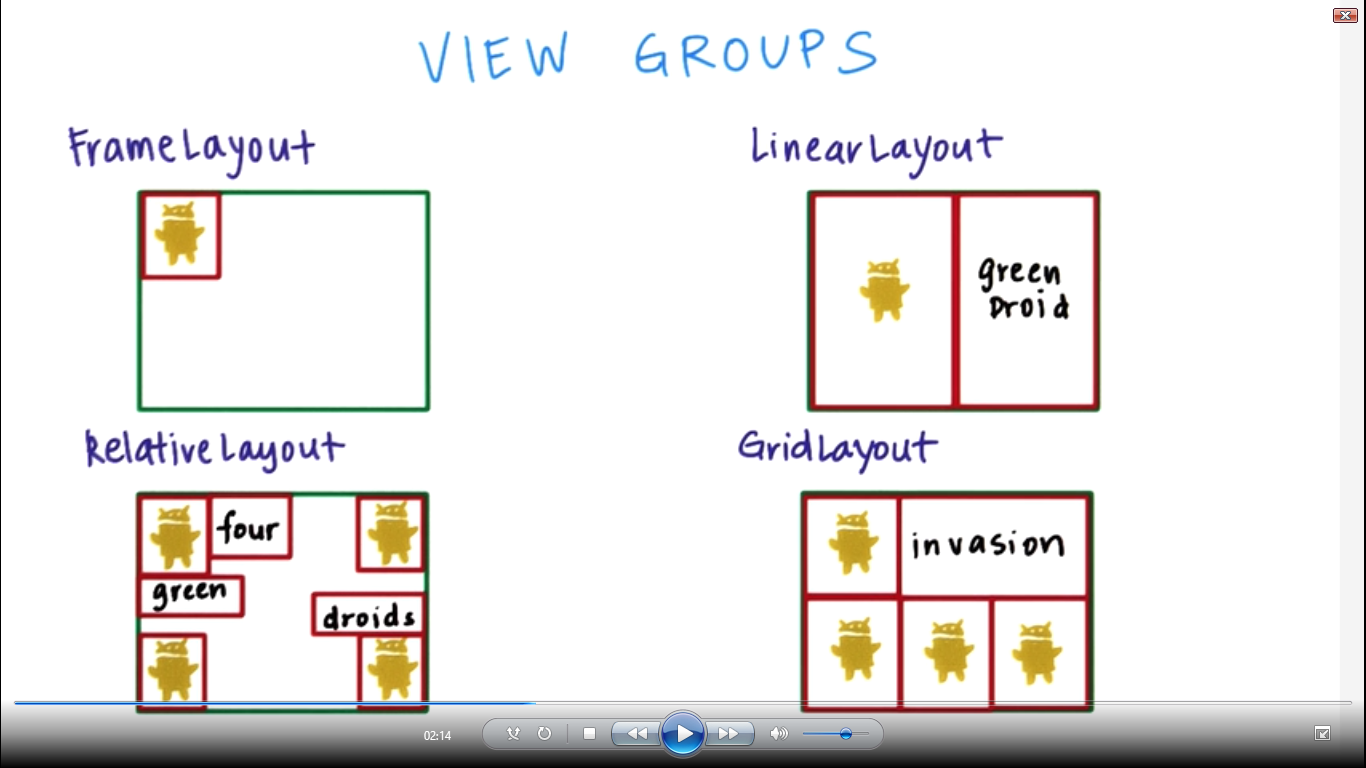 VIEW GROUPS
FrameLayout
LinearLayout
green
Droid
RelativeLayout
four
green
droids
GridLayout
invasion
02:14